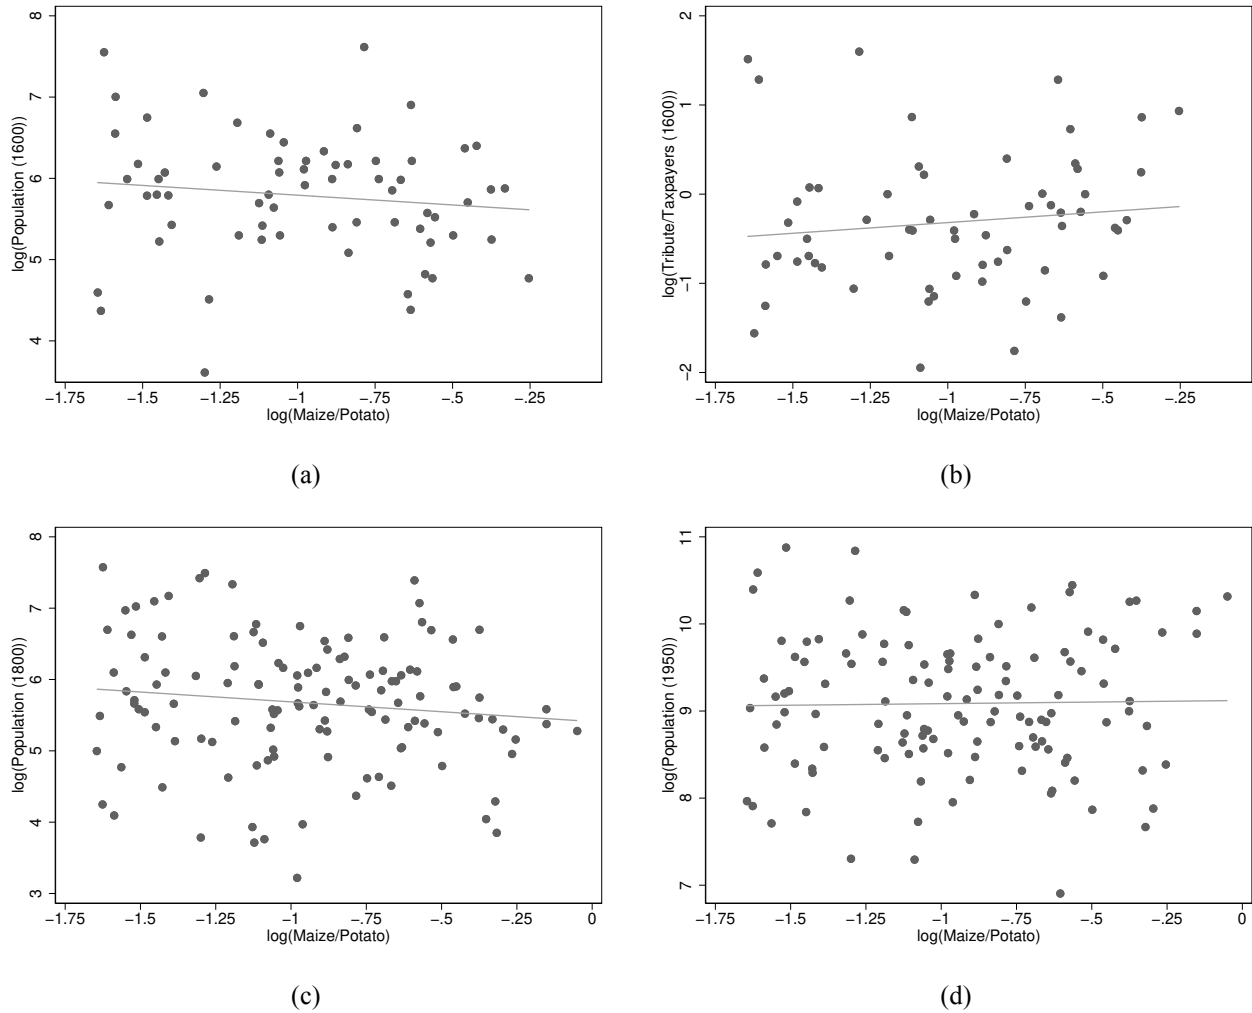 8
7
6
5
4
log(Population (1600))
−1.75 −1.5 −1.25 −1 −.75 −.5 −.25
log(Maize/Potato)
(a)
2
1
0
−1
−2
log(Tribute/Taxpayers (1600))
−1.75 −1.5 −1.25 −1 −.75 −.5 −.25
log(Maize/Potato)
(b)
8
7
6
5
4
3
log(Population (1800))
−1.75 −1.5 −1.25 −1 −.75 −.5 −.25 0
log(Maize/Potato)
(c)
11
10
9
8
7
log(Population (1950))
−1.75 −1.5 −1.25 −1 −.75 −.5 −.25 0
log(Maize/Potato)
(d)